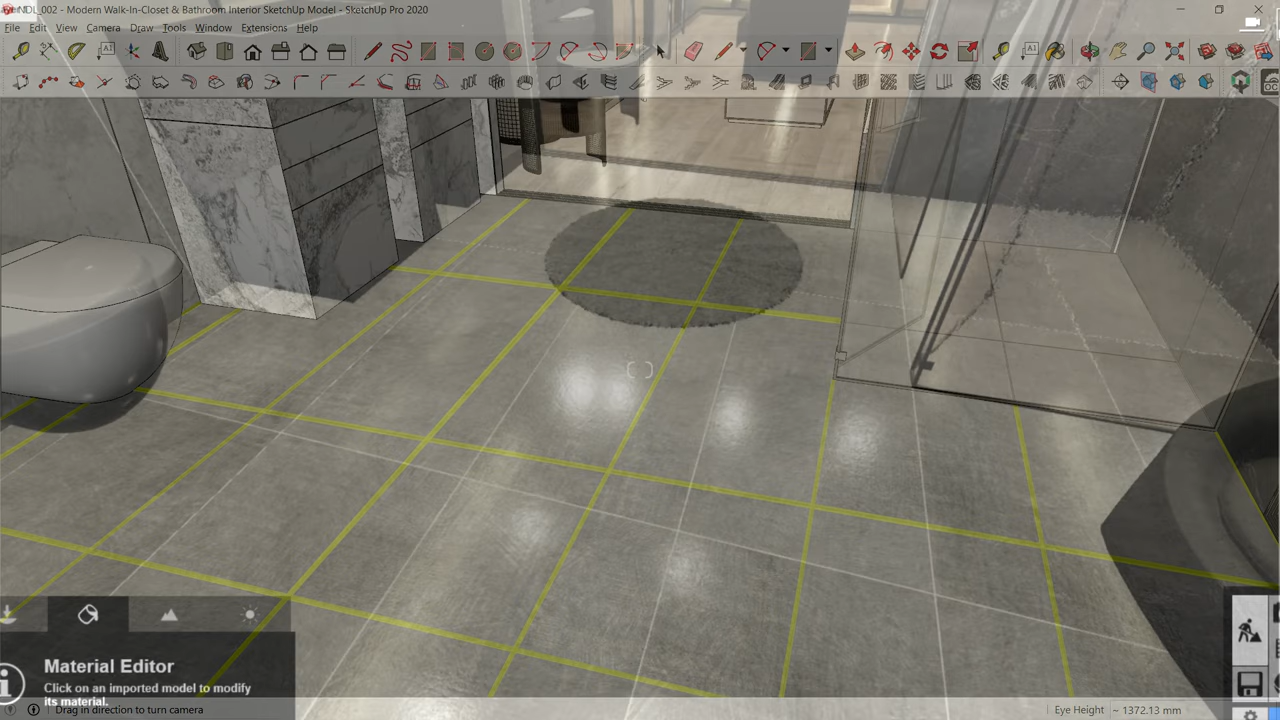 NDL_002 - Modern Walk-In-Closet & Bathroom Interior SketchUp Model - SketchUp Pro 2020
File Edit View Camera Draw Tools Window Extensions Help
Material Editor
Click on an imported model to modify
its material.
Drag in direction to turn camera
Eye Height ~ 1372.13 mm